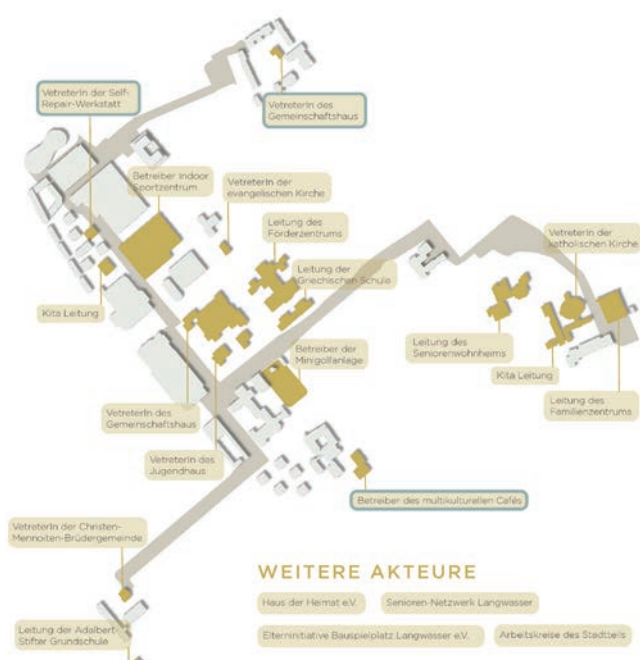 VetreterIn der Self-
Repair-Werkstatt
VetreterIn des
Gemeinschaftshaus
Betreiber Indoor
Sportzentrum
VetreterIn der
evangelischen Kirche
Leitung des
Förderzentrums
VetreterIn der
katholischen Kirche
Leitung der
Griechischen Schule
Kita Leitung
Leitung des
Seniorenwohnheims
Betreiber der
Minigolfanlage
Kita Leitung
Leitung des
Familienzentrums
VetreterIn des
Gemeinschaftshaus
VetreterIn des
Jugendhaus
Betreiber des multikulturellen Cafés
VetreterIn der Christen-
Mennoiten-Brüdergemeinde
WEITERE AKTEURE
Haus der Heimat e.V.
Senioren-Netzwerk Langwasser
Leitung der Adalbert-
Stifter Grundschule
Elterninitiative Bauspielplatz Langwasser e.V.
Arbeitskreise des Stadtteils